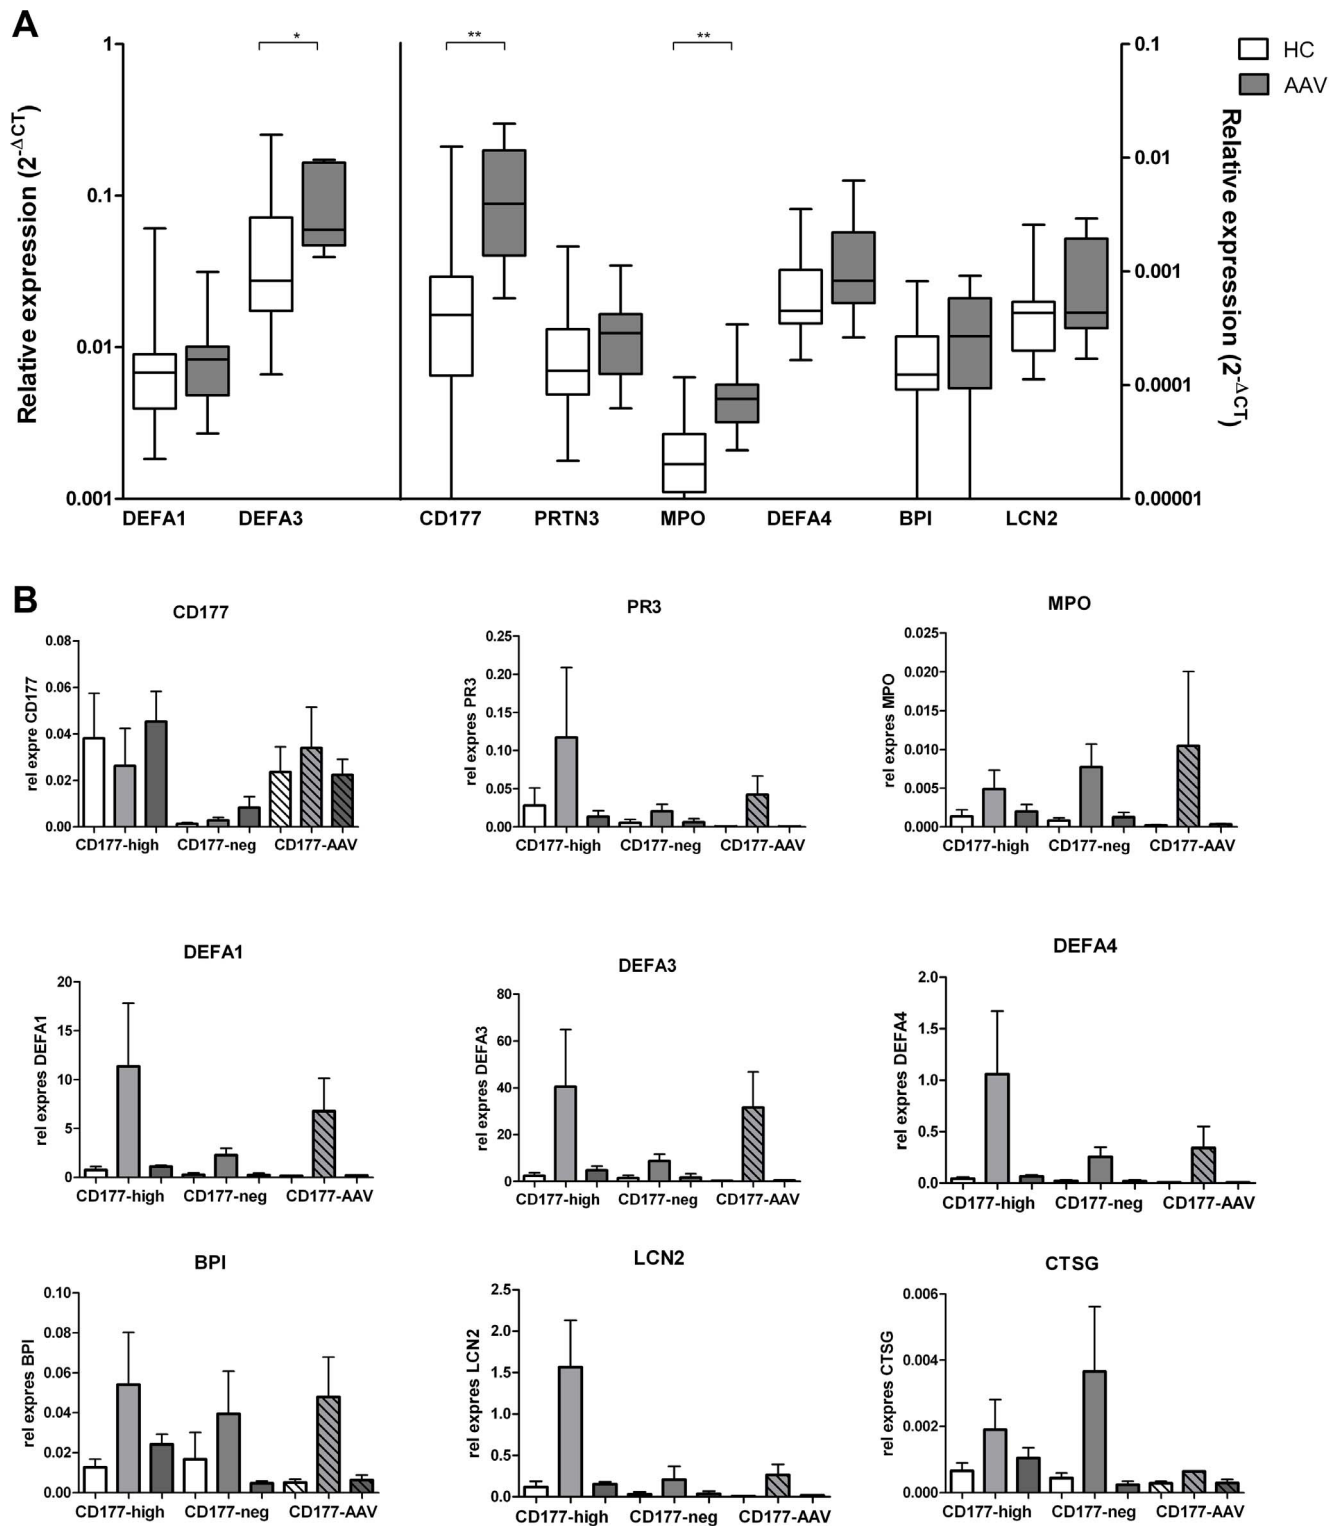 A
* ** **
HC
AAV
1
0.1
0.01
0.001
Relative expression (2-ΔCT)
0.1
0.01
0.001
0.0001
0.00001
Relative expression (2-ΔCT)
DEFA1 DEFA3 CD177 PRTN3 MPO DEFA4 BPI LCN2
B
CD177
rel expre CD177
0.08
0.06
0.04
0.02
0.00
CD177-high CD177-neg CD177-AAV
PR3
rel expres PR3
0.25
0.20
0.15
0.10
0.05
0.00
CD177-high CD177-neg CD177-AAV
MPO
rel expres MPO
0.025
0.020
0.015
0.010
0.005
0.000
CD177-high CD177-neg CD177-AAV
DEFA1
rel expres DEFA1
20
15
10
5
0
CD177-high CD177-neg CD177-AAV
DEFA3
rel expres DEFA3
80
60
40
20
0
CD177-high CD177-neg CD177-AAV
DEFA4
rel expres DEFA4
2.0
1.5
1.0
0.5
0.0
CD177-high CD177-neg CD177-AAV
BPI
rel expres BPI
0.10
0.08
0.06
0.04
0.02
0.00
CD177-high CD177-neg CD177-AAV
LCN2
rel expres LCN2
2.5
2.0
1.5
1.0
0.5
0.0
CD177-high CD177-neg CD177-AAV
CTSG
rel expres CTSG
0.006
0.004
0.002
0.000
CD177-high CD177-neg CD177-AAV